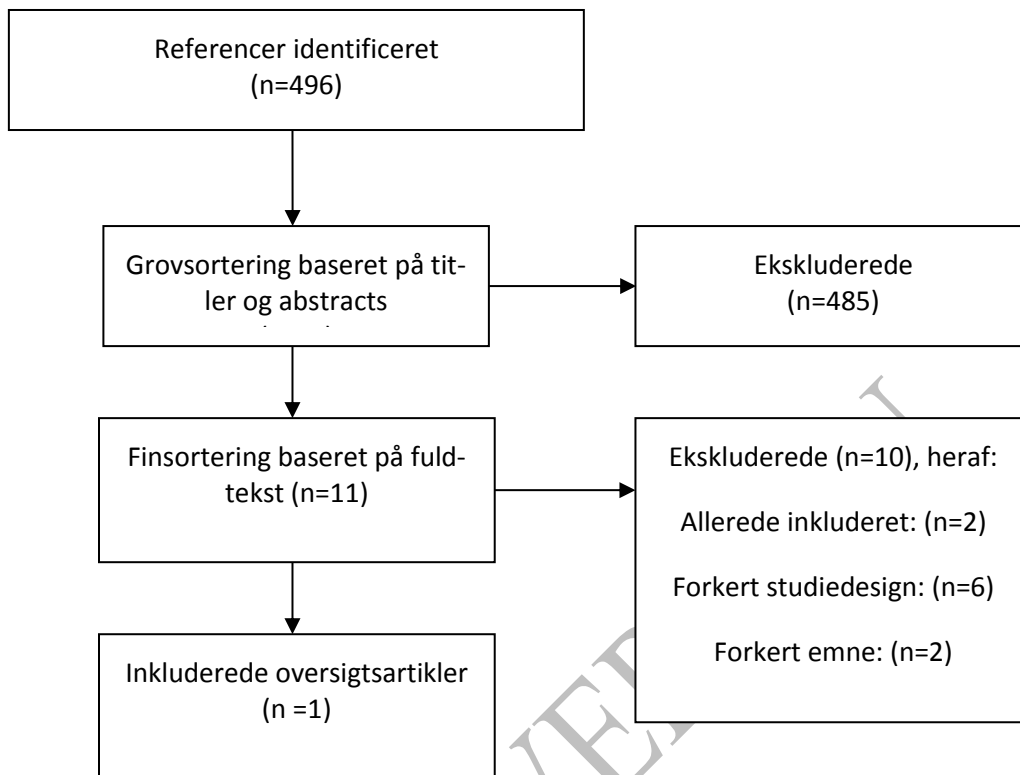 Referencer identificeret
(n=496)
Grovsortering baseret på tit-
ler og abstracts
Ekskluderede
(n=485)
Finsortering baseret på fuld-
tekst (n=11)
Ekskluderede (n=10), heraf:
Allerede inkluderet: (n=2)
Forkert studiedesign: (n=6)
Forkert emne: (n=2)
Inkluderede oversigtsartikler
(n =1)